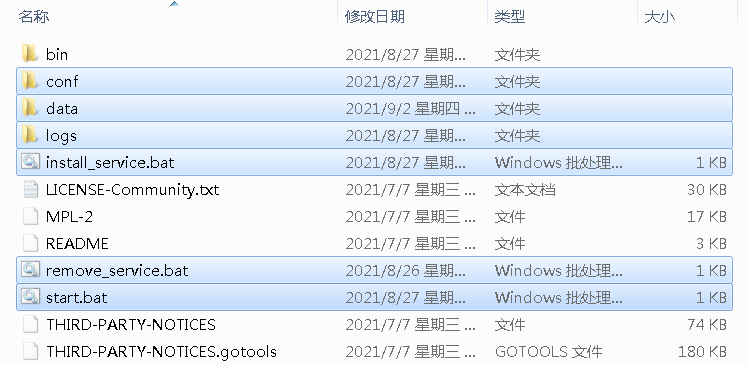 名称 修改日期 类型 大小
bin 2021/8/27 星期... 文件夹
conf 2021/8/27 星期... 文件夹
data 2021/9/2 星期四 ... 文件夹
logs 2021/8/27 星期... 文件夹
install_service.bat 2021/8/27 星期... Windows 批处理... 1 KB
LICENSE-Community.txt 2021/7/7 星期三 ... 文本文档 30 KB
MPL-2 2021/7/7 星期三 ... 文件 17 KB
README 2021/7/7 星期三 ... 文件 3 KB
remove_service.bat 2021/8/26 星期... Windows 批处理... 1 KB
start.bat 2021/8/27 星期... Windows 批处理... 1 KB
THIRD-PARTY-NOTICES 2021/7/7 星期三 ... 文件 74 KB
THIRD-PARTY-NOTICES.gotools 2021/7/7 星期三 ... GOTOOLS 文件 180 KB